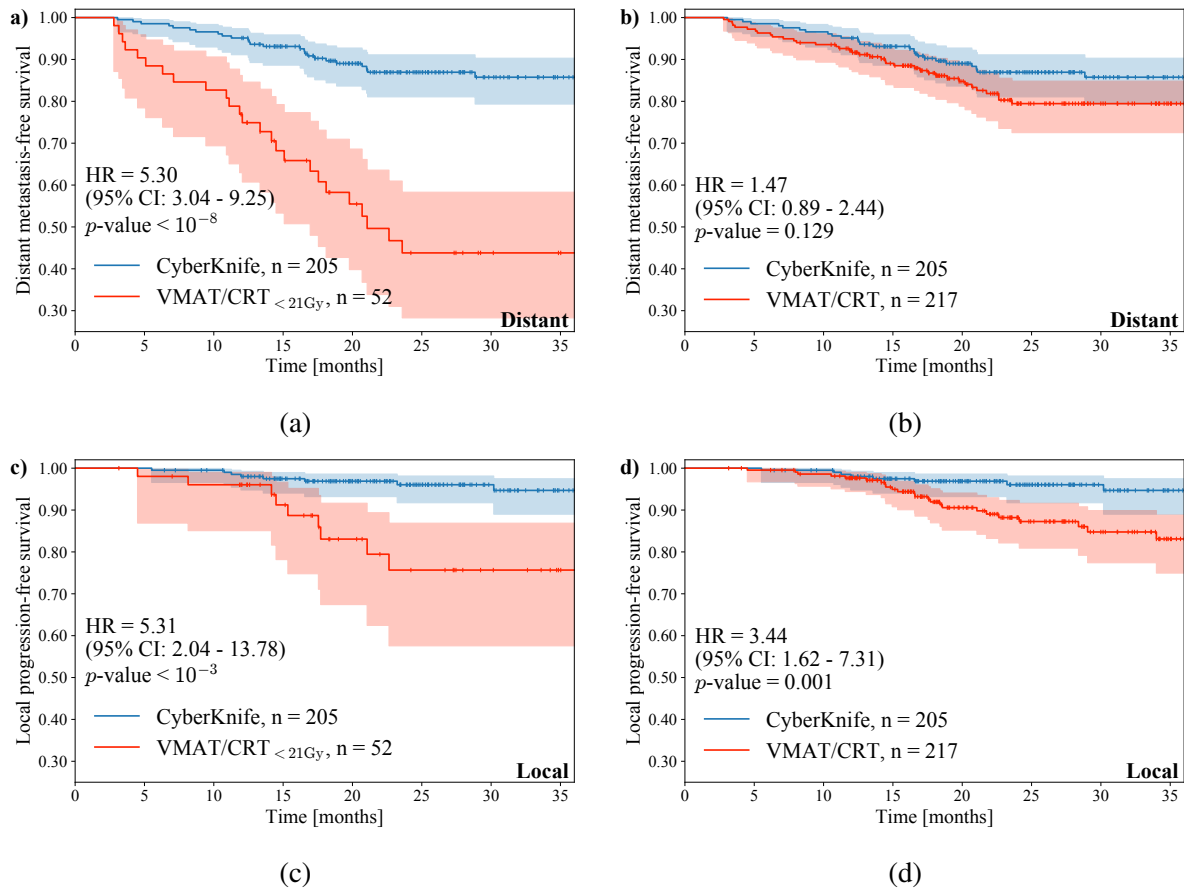 a)
1.00
0.90
0.80
0.70
0.60
0.50
0.40
0.30
Distant metastasis-free survival
HR = 5.30
(95% CI: 3.04 - 9.25)
p-value < 10⁻⁸
CyberKnife, n = 205
VMAT/CRT <21Gy, n = 52
Distant
0 5 10 15 20 25 30 35
Time [months]
(a)
b)
1.00
0.90
0.80
0.70
0.60
0.50
0.40
0.30
Distant metastasis-free survival
HR = 1.47
(95% CI: 0.89 - 2.44)
p-value = 0.129
CyberKnife, n = 205
VMAT/CRT, n = 217
Distant
0 5 10 15 20 25 30 35
Time [months]
(b)
c)
1.00
0.90
0.80
0.70
0.60
0.50
0.40
0.30
Local progression-free survival
HR = 5.31
(95% CI: 2.04 - 13.78)
p-value < 10⁻³
CyberKnife, n = 205
VMAT/CRT <21Gy, n = 52
Local
0 5 10 15 20 25 30 35
Time [months]
(c)
d)
1.00
0.90
0.80
0.70
0.60
0.50
0.40
0.30
Local progression-free survival
HR = 3.44
(95% CI: 1.62 - 7.31)
p-value = 0.001
CyberKnife, n = 205
VMAT/CRT, n = 217
Local
0 5 10 15 20 25 30 35
Time [months]
(d)